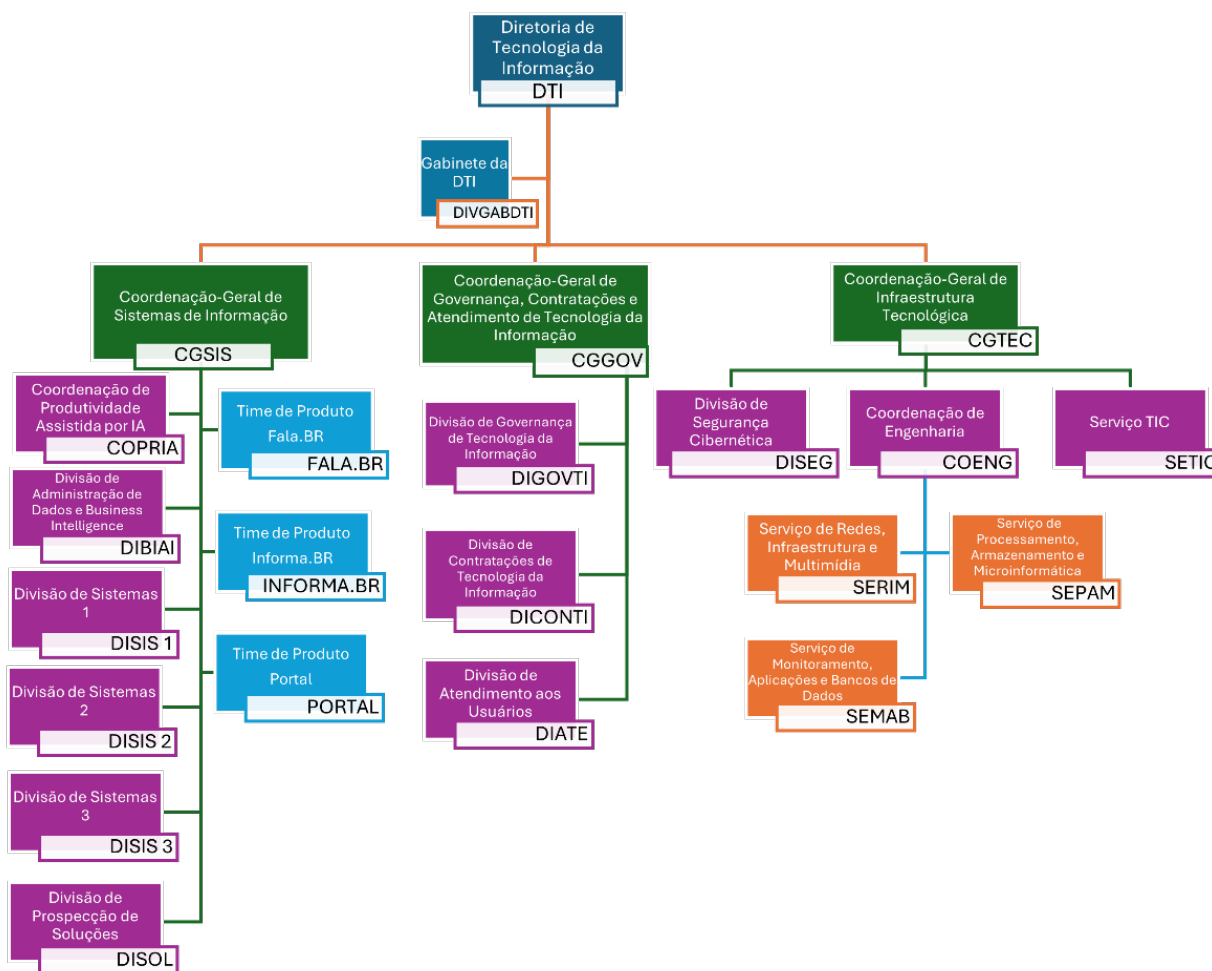 Diretoria de
Tecnologia da
Informação
DTI
Gabinete da
DTI
DIVGABDTI
Coordenação-Geral de
Sistemas de Informação
CGSIS
Coordenação de
Produtividade
Assistida por IA
COPRIA
Divisão de
Administração de
Dados e Business
Intelligence
DIBIAI
Divisão de Sistemas
1
DISIS 1
Divisão de Sistemas
2
DISIS 2
Divisão de Sistemas
3
DISIS 3
Divisão de
Prospecção de
Soluções
DISOL
Time de Produto
Fala.BR
FALA.BR
Time de Produto
Informa.BR
INFORMA.BR
Time de Produto
Portal
PORTAL
Coordenação-Geral de
Governança, Contratações e
Atendimento de Tecnologia da
Informação
CGGOV
Divisão de Governança
de Tecnologia da
Informação
DIGOVTI
Divisão de
Contratações de
Tecnologia da
Informação
DICONTI
Divisão de
Atendimento aos
Usuários
DIATE
Coordenação-Geral de
Infraestrutura
Tecnológica
CGTEC
Divisão de
Segurança
Cibernética
DISEG
Coordenação de
Engenharia
COENG
Serviço TIC
SETIC
Serviço de Redes,
Infraestrutura e
Multimídia
SERIM
Serviço de
Processamento,
Armazenamento e
Microinformática
SEPAM
Serviço de
Monitoramento,
Aplicações e Bancos de
Dados
SEMAB